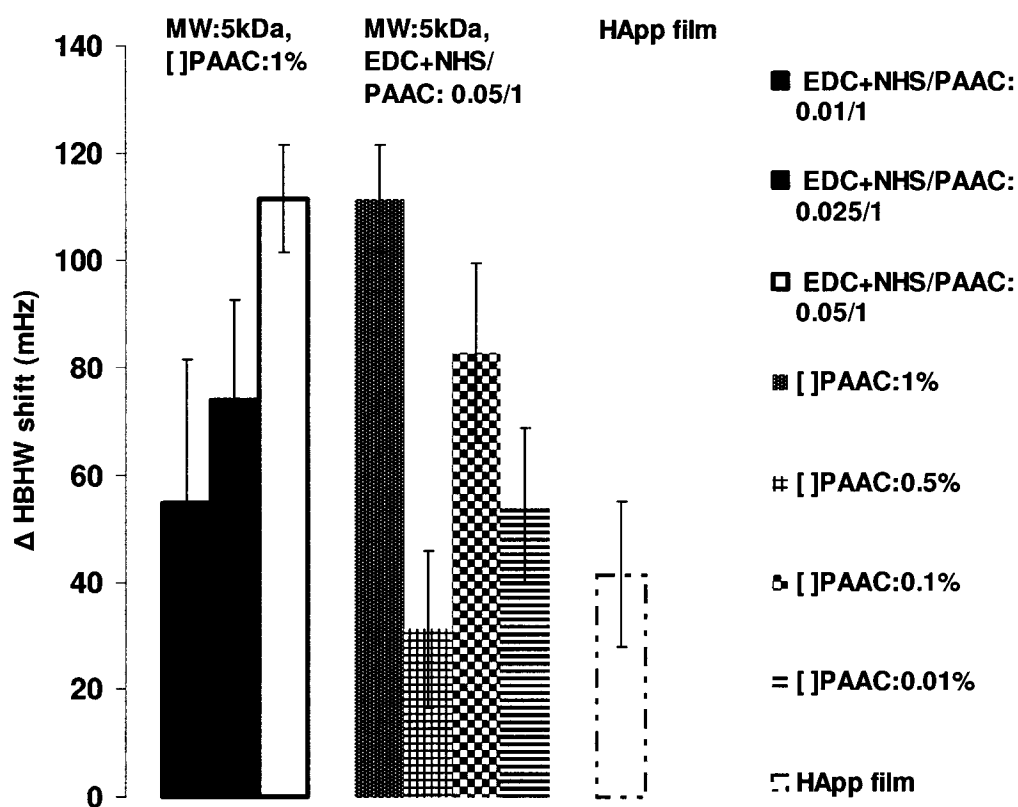 MW:5kDa,
[ ]PAAC:1%
MW:5kDa,
EDC+NHS/
PAAC: 0.05/1
HApp film
Δ HBHW shift (mHz)
140
120
100
80
60
40
20
0
EDC+NHS/PAAC:
0.01/1
EDC+NHS/PAAC:
0.025/1
EDC+NHS/PAAC:
0.05/1
[ ]PAAC:1%
[ ]PAAC:0.5%
[ ]PAAC:0.1%
[ ]PAAC:0.01%
HApp film